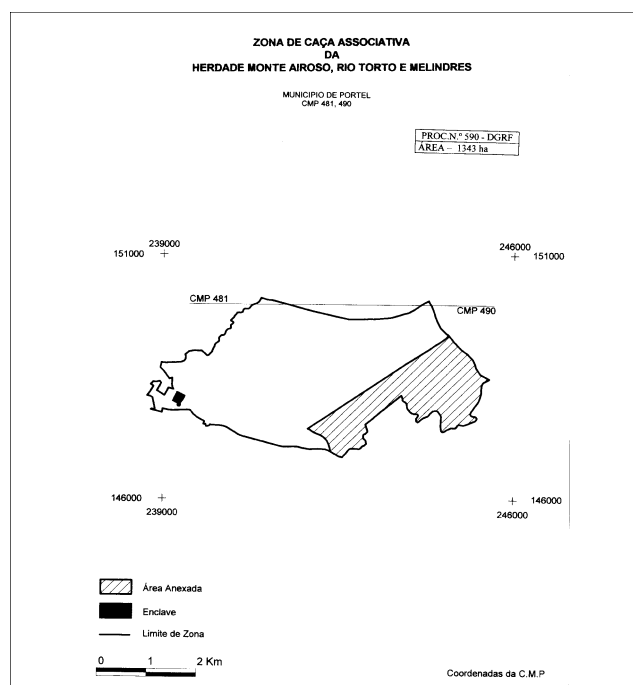 ZONA DE CAÇA ASSOCIATIVA
DA
HERDADE MONTE AIROSO, RIO TORTO E MELINDRES
MUNICIPIO DE PORTEL
CMP 481, 490
PROC.N.º 590 - DGRF
ÁREA – 1343 ha
239000
151000
246000
151000
CMP 481
CMP 490
146000
239000
146000
246000
Área Anexada
Enclave
Limite de Zona
0 1 2 Km
Coordenadas da C.M.P